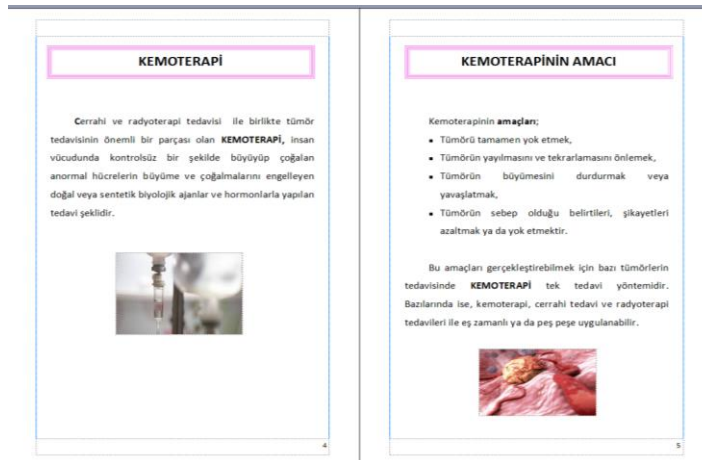 KEMOTERAPİ
Cerrahi ve radyoterapi tedavisi ile birlikte tümör
tedavisinin önemli bir parçası olan KEMOTERAPİ, insan
vücudunda kontrolsüz bir şekilde büyüyüp çoğalan
anormal hücrelerin büyüme ve çoğalmalarını engelleyen
doğal veya sentetik biyolojik ajanlar ve hormonlarla yapılan
tedavi şeklidir.
4
KEMOTERAPİNİN AMACI
Kemoterapinin amaçları;
• Tümörü tamamen yok etmek,
• Tümörün yayılmasını ve tekrarlamasını önlemek,
• Tümörün büyümesini durdurmak veya
yavaşlatmak,
• Tümörün sebep olduğu belirtileri, şikayetleri
azaltmak ya da yok etmektir.
Bu amaçları gerçekleştirebilmek için bazı tümörlerin
tedavisinde KEMOTERAPİ tek tedavi yöntemidir.
Bazılarında ise, kemoterapi, cerrahi tedavi ve radyoterapi
tedavileri ile eş zamanlı ya da peş peşe uygulanabilir.
5